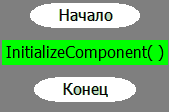 Начало
InitializeComponent( )
Конец